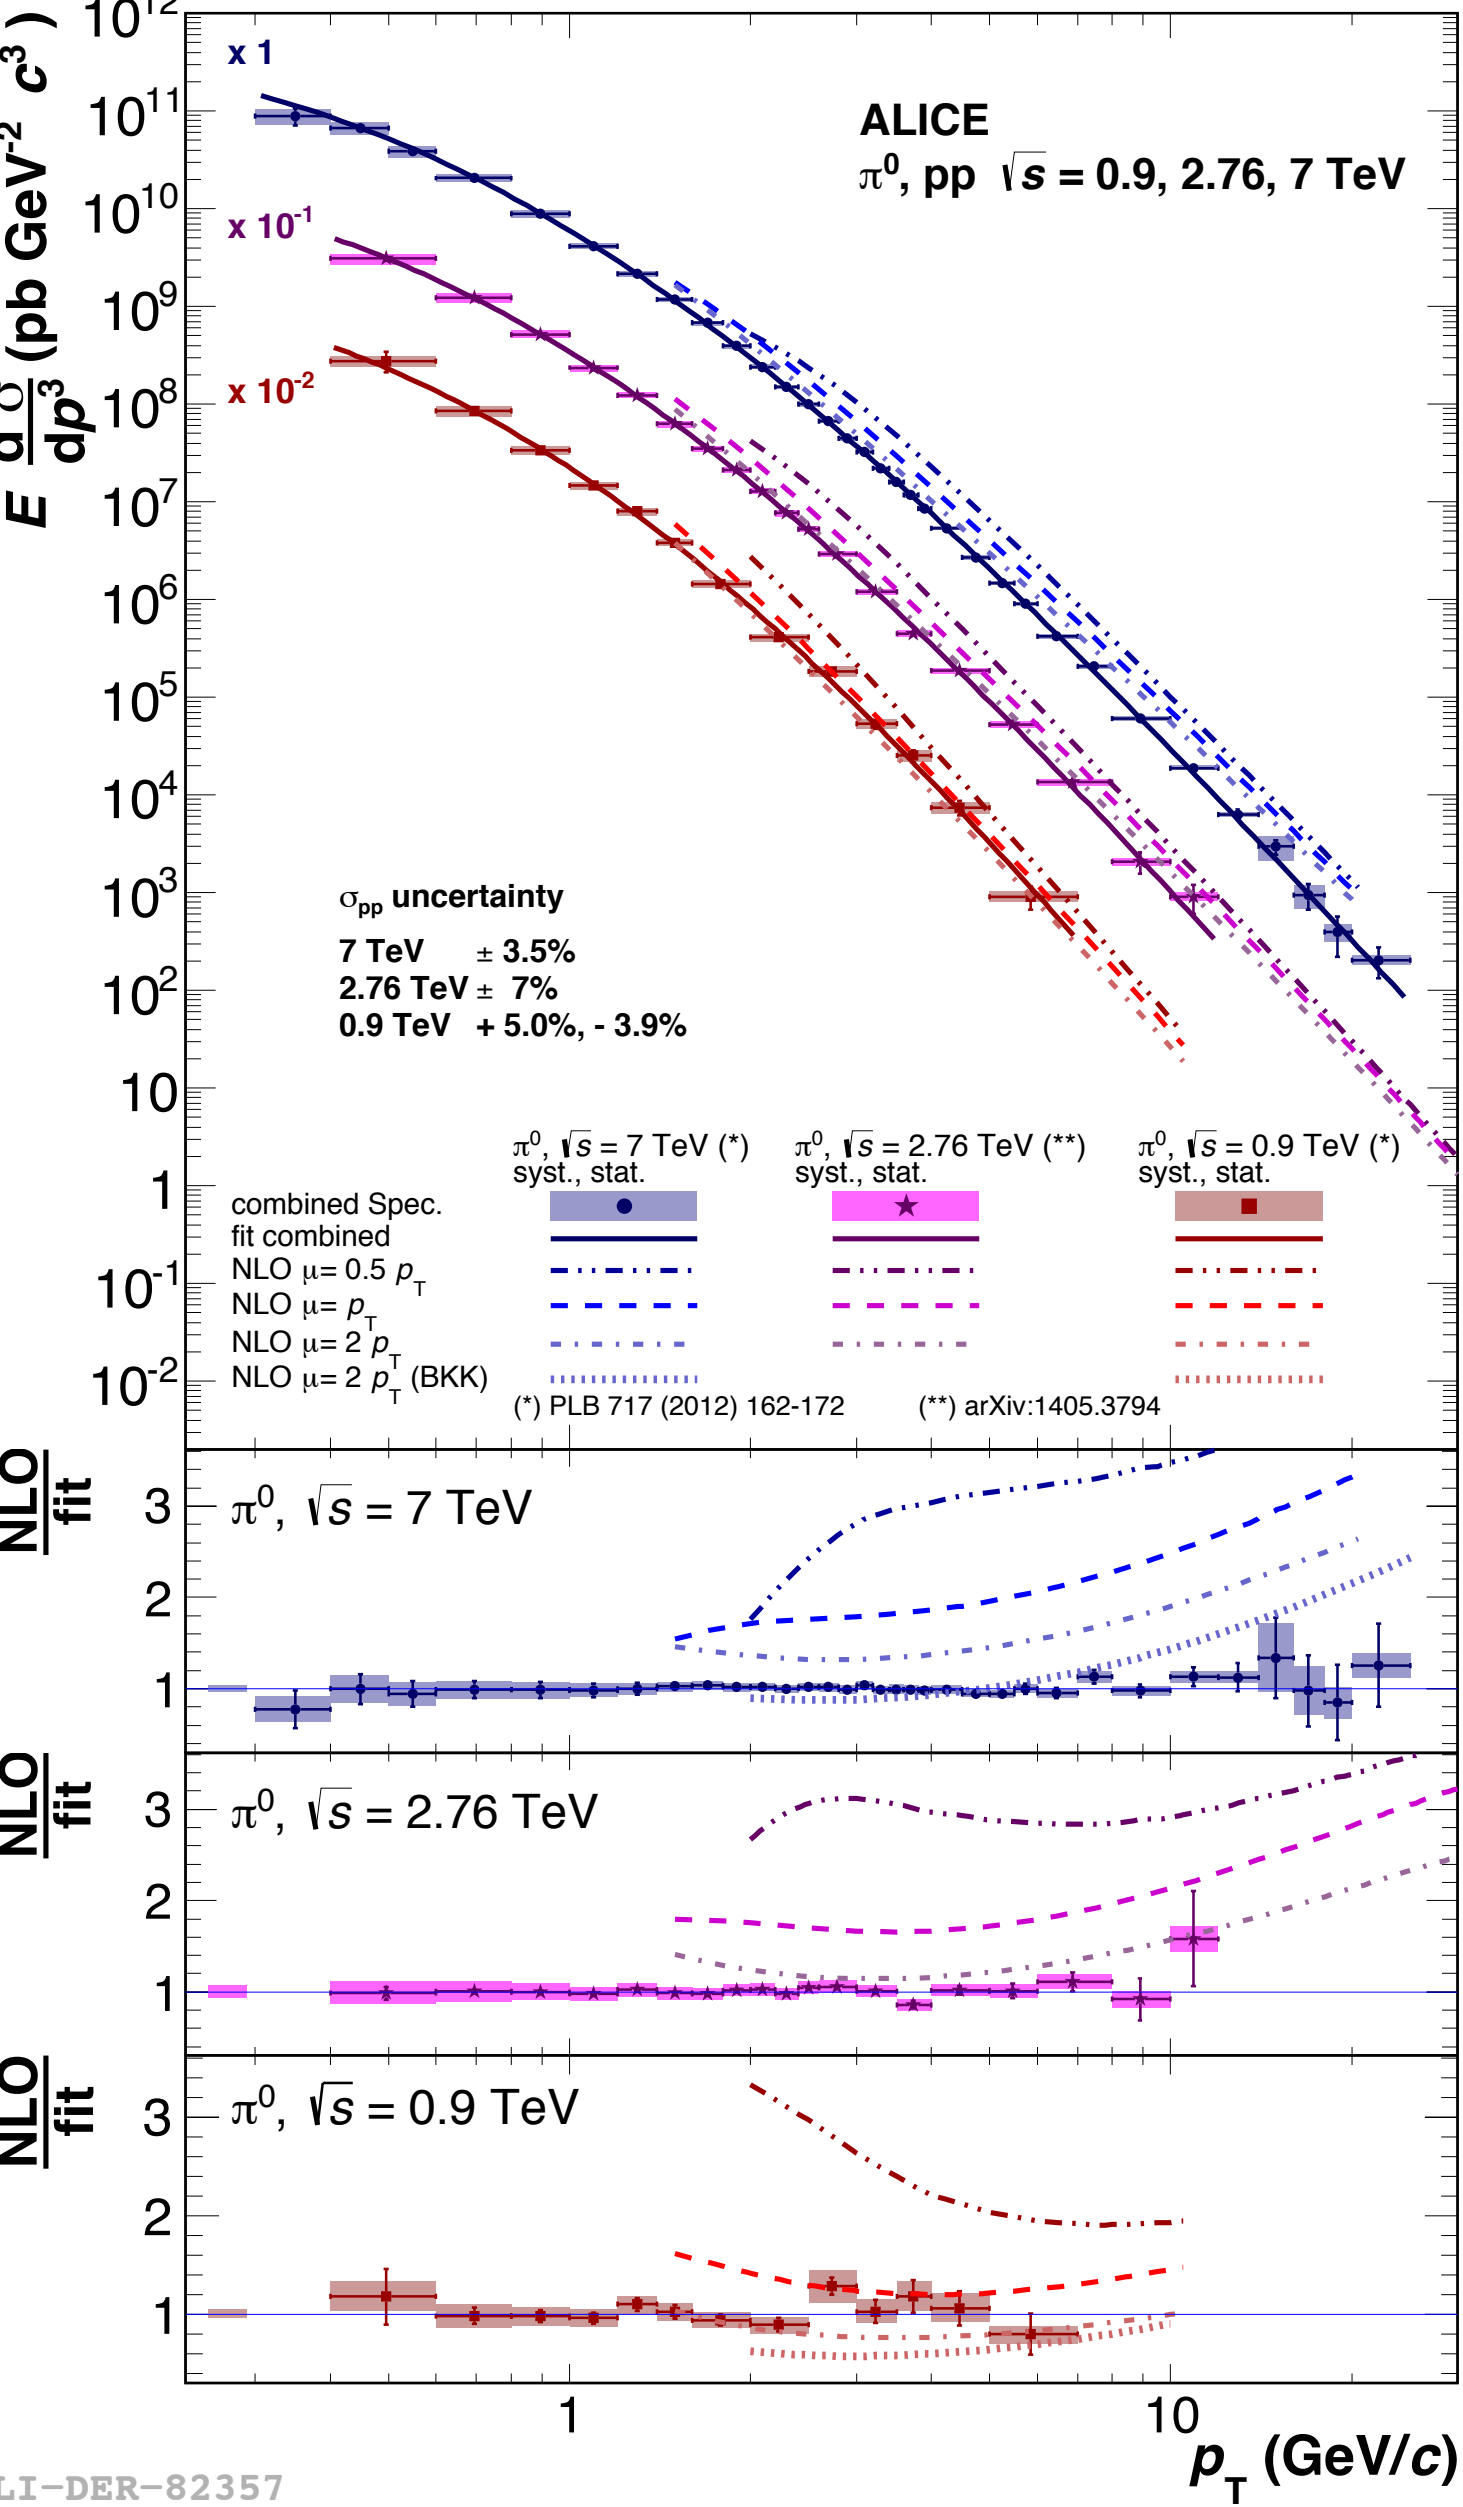 10^12
x 1
E dσ/dp^3 (pb GeV^-2 c^3)
ALICE
π^0, pp √s = 0.9, 2.76, 7 TeV
10^11
10^10
x 10^-1
10^9
10^8
x 10^-2
10^7
10^6
10^5
10^4
10^3
σ_pp uncertainty
7 TeV ± 3.5%
2.76 TeV ± 7%
0.9 TeV + 5.0%, - 3.9%
10^2
10
1
10^-1
10^-2
π^0, √s = 7 TeV (*) π^0, √s = 2.76 TeV (**) π^0, √s = 0.9 TeV (*)
syst., stat. syst., stat. syst., stat.
combined Spec.
fit combined
NLO μ= 0.5 p_T
NLO μ= p_T
NLO μ= 2 p_T
NLO μ= 2 p_T (BKK)
(*) PLB 717 (2012) 162-172 (**) arXiv:1405.3794
NLO
fit
π^0, √s = 7 TeV
3
2
1
NLO
fit
π^0, √s = 2.76 TeV
3
2
1
NLO
fit
π^0, √s = 0.9 TeV
3
2
1
1 10
p_T (GeV/c)
LI-DER-82357